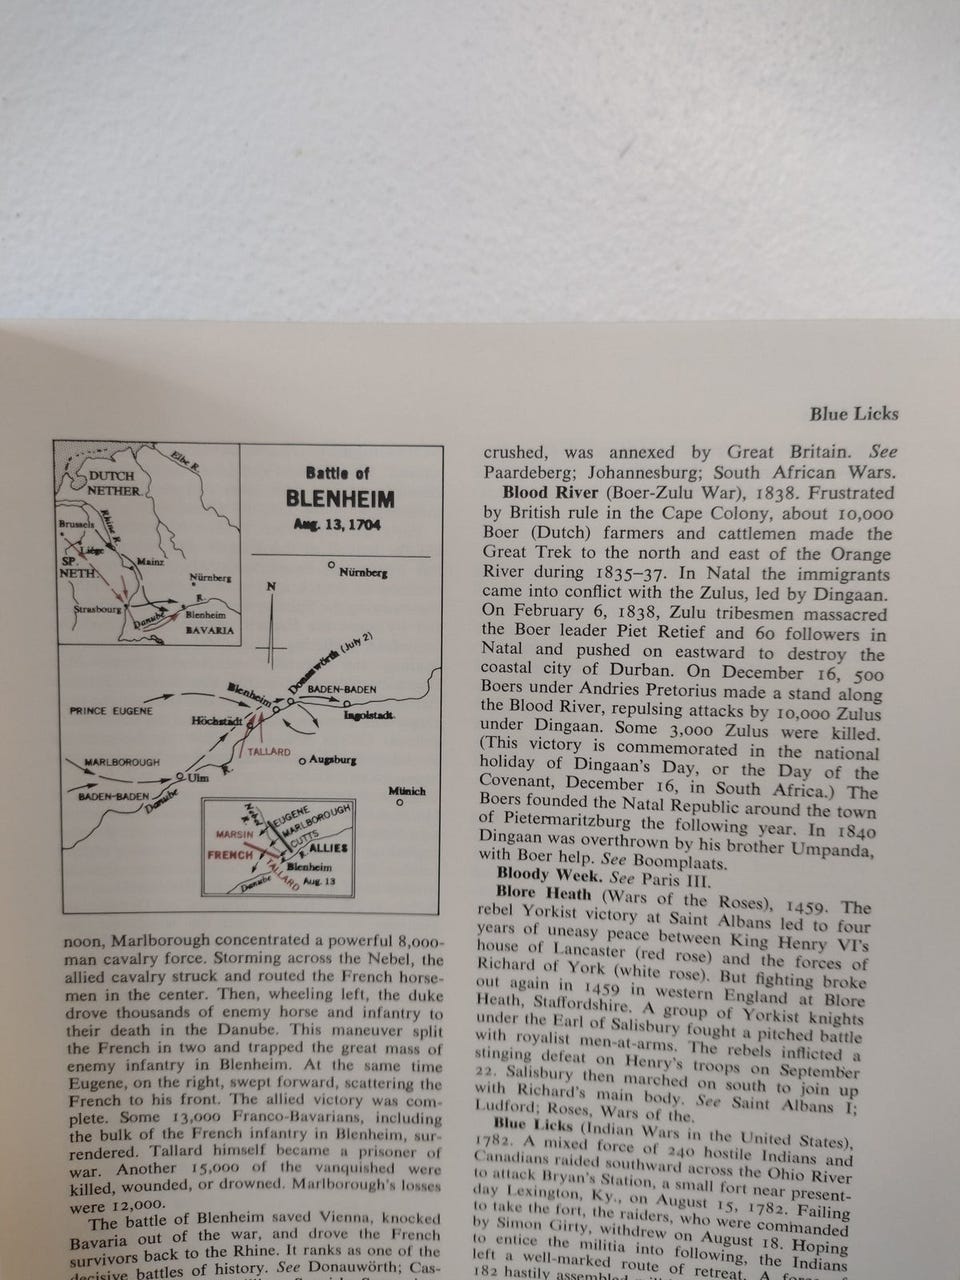 Blue Licks
DUTCH
NETHER.
Elbe R.
Rhine R.
Brussels
Liége
SP.
NETH.
Mainz
Nürnberg
Strasbourg
R.
Danube
Blenheim
BAVARIA
Battle of
BLENHEIM
Aug. 13, 1704
Nürnberg
N
Donauwörth (July 2)
Blenheim
BADEN-BADEN
PRINCE EUGENE
Höchstädt
Ingolstadt
TALLARD
MARLBOROUGH
Augsburg
R.
Ulm
BADEN-BADEN
Danube
Münich
EUGENE
MARLBOROUGH
MARSIN
CUTTS
FRENCH
ALLIES
Blenheim
TALLARD
Danube
R.
Aug. 13
noon, Marlborough concentrated a powerful 8,000-
man cavalry force. Storming across the Nebel, the
allied cavalry struck and routed the French horse-
men in the center. Then, wheeling left, the duke
drove thousands of enemy horse and infantry to
their death in the Danube. This maneuver split
the French in two and trapped the great mass of
enemy infantry in Blenheim. At the same time
Eugene, on the right, swept forward, scattering the
French to his front. The allied victory was com-
plete. Some 13,000 Franco-Bavarians, including
the bulk of the French infantry in Blenheim, sur-
rendered. Tallard himself became a prisoner of
war. Another 15,000 of the vanquished were
killed, wounded, or drowned. Marlborough's losses
were 12,000.
The battle of Blenheim saved Vienna, knocked
Bavaria out of the war, and drove the French
survivors back to the Rhine. It ranks as one of the
decisive battles of history. See Donauwörth; Cas-
crushed, was annexed by Great Britain. See
Paardeberg; Johannesburg; South African Wars.
Blood River (Boer-Zulu War), 1838. Frustrated
by British rule in the Cape Colony, about 10,000
Boer (Dutch) farmers and cattlemen made the
Great Trek to the north and east of the Orange
River during 1835-37. In Natal the immigrants
came into conflict with the Zulus, led by Dingaan.
On February 6, 1838, Zulu tribesmen massacred
the Boer leader Piet Retief and 60 followers in
Natal and pushed on eastward to destroy the
coastal city of Durban. On December 16, 500
Boers under Andries Pretorius made a stand along
the Blood River, repulsing attacks by 10,000 Zulus
under Dingaan. Some 3,000 Zulus were killed.
(This victory is commemorated in the national
holiday of Dingaan's Day, or the Day of the
Covenant, December 16, in South Africa.) The
Boers founded the Natal Republic around the town
of Pietermaritzburg the following year. In 1840
Dingaan was overthrown by his brother Umpanda,
with Boer help. See Boomplaats.
Bloody Week. See Paris III.
Blore Heath (Wars of the Roses), 1459. The
rebel Yorkist victory at Saint Albans led to four
years of uneasy peace between King Henry VI's
house of Lancaster (red rose) and the forces of
Richard of York (white rose). But fighting broke
out again in 1459 in western England at Blore
Heath, Staffordshire. A group of Yorkist knights
under the Earl of Salisbury fought a pitched battle
with royalist men-at-arms. The rebels inflicted a
stinging defeat on Henry's troops on September
22. Salisbury then marched on south to join up
with Richard's main body. See Saint Albans I;
Ludford; Roses, Wars of the.
Blue Licks (Indian Wars in the United States),
1782. A mixed force of 240 hostile Indians and
Canadians raided southward across the Ohio River
to attack Bryan's Station, a small fort near present-
day Lexington, Ky., on August 15, 1782. Failing
to take the fort, the raiders, who were commanded
by Simon Girty, withdrew on August 18. Hoping
to entice the militia into following, the Indians
left a well-marked route of retreat. A force
182 hastily assembled